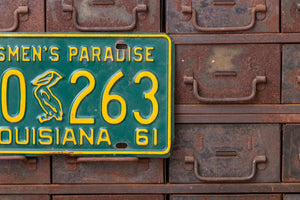 SMEN'S PARADISE
0 263
OUISIANA 61